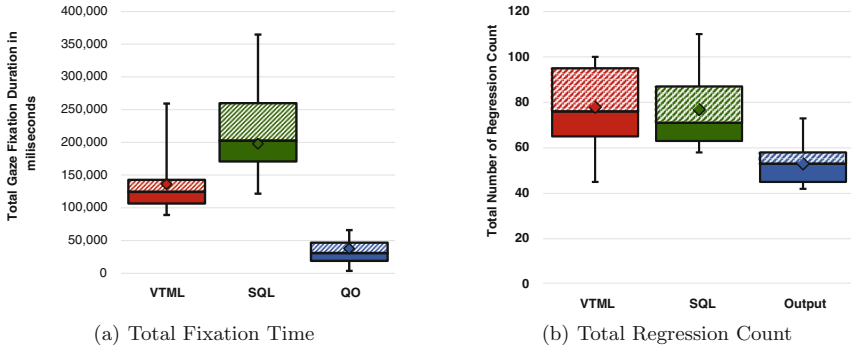 Total Gaze Fixation Duration in
miliseconds
400,000
350,000
300,000
250,000
200,000
150,000
100,000
50,000
0
VTML SQL QO
(a) Total Fixation Time
Total Number of Regression Count
120
100
80
60
40
20
0
VTML SQL Output
(b) Total Regression Count